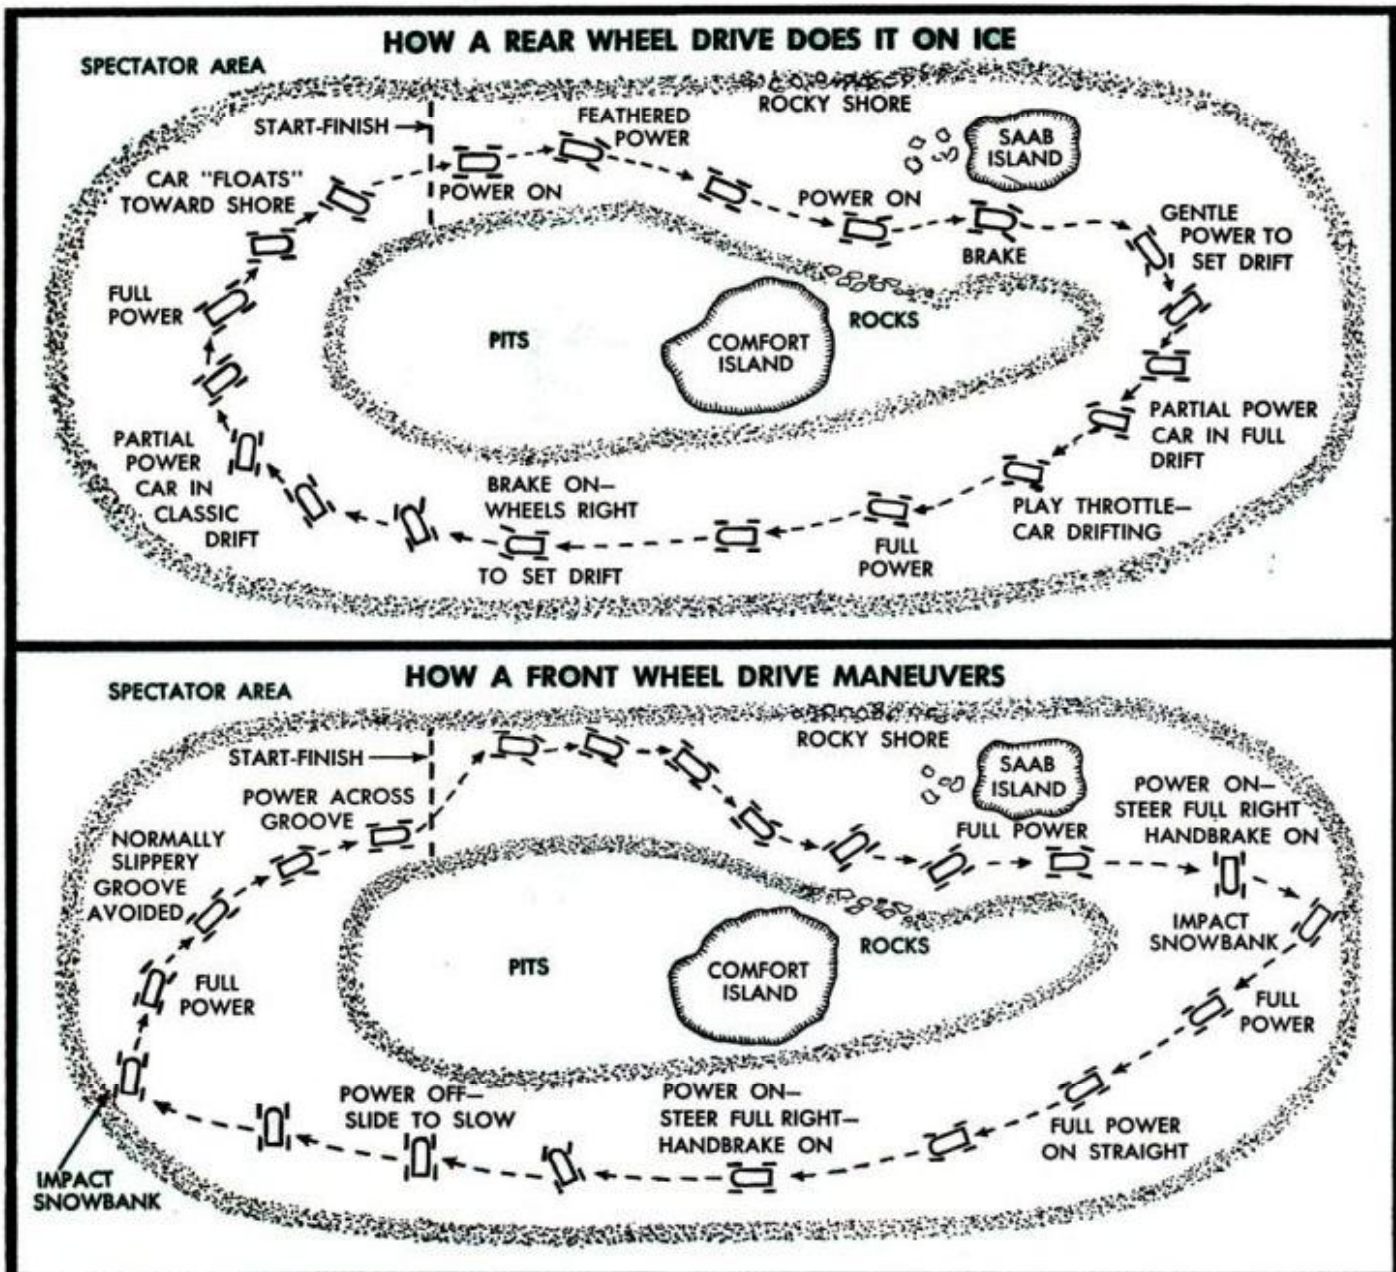 HOW A REAR WHEEL DRIVE DOES IT ON ICE
SPECTATOR AREA
ROCKY SHORE
START-FINISH
FEATHERED
POWER
SAAB
ISLAND
CAR "FLOATS"
TOWARD SHORE
POWER ON
POWER ON
GENTLE
POWER TO
SET DRIFT
BRAKE
FULL
POWER
ROCKS
PITS
COMFORT
ISLAND
PARTIAL POWER
CAR IN FULL
DRIFT
PARTIAL
POWER
CAR IN
CLASSIC
DRIFT
BRAKE ON—
WHEELS RIGHT
TO SET DRIFT
PLAY THROTTLE—
CAR DRIFTING
FULL
POWER
HOW A FRONT WHEEL DRIVE MANEUVERS
SPECTATOR AREA
ROCKY SHORE
START-FINISH
SAAB
ISLAND
POWER ON—
STEER FULL RIGHT
HANDBRAKE ON
POWER ACROSS
GROOVE
FULL POWER
NORMALLY
SLIPPERY
GROOVE
AVOIDED
IMPACT
SNOWBANK
ROCKS
PITS
COMFORT
ISLAND
FULL
POWER
FULL
POWER
POWER OFF—
SLIDE TO SLOW
POWER ON—
STEER FULL RIGHT—
HANDBRAKE ON
FULL POWER
ON STRAIGHT
IMPACT
SNOWBANK